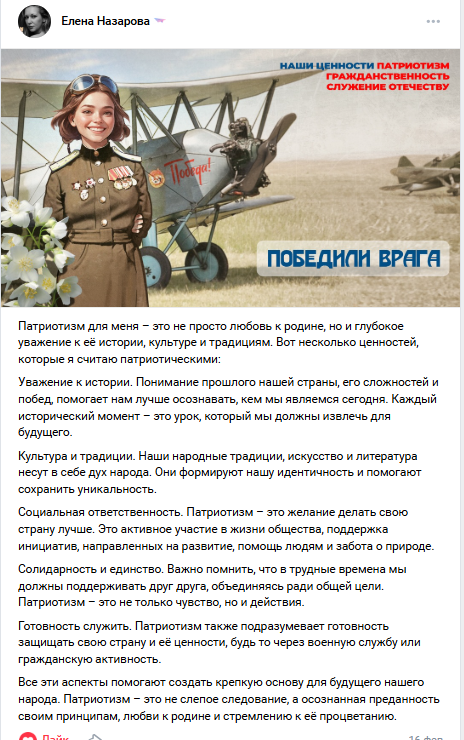 Елена Назарова
НАШИ ЦЕННОСТИ ПАТРИОТИЗМ
ГРАЖДАНСТВЕННОСТЬ
СЛУЖЕНИЕ ОТЕЧЕСТВУ
Победа!
ПОБЕДИЛИ ВРАГА
Патриотизм для меня – это не просто любовь к родине, но и глубокое
уважение к её истории, культуре и традициям. Вот несколько ценностей,
которые я считаю патриотическими:
Уважение к истории. Понимание прошлого нашей страны, его сложностей и
побед, помогает нам лучше осознавать, кем мы являемся сегодня. Каждый
исторический момент – это урок, который мы должны извлечь для
будущего.
Культура и традиции. Наши народные традиции, искусство и литература
несут в себе дух народа. Они формируют нашу идентичность и помогают
сохранить уникальность.
Социальная ответственность. Патриотизм – это желание делать свою
страну лучше. Это активное участие в жизни общества, поддержка
инициатив, направленных на развитие, помощь людям и забота о природе.
Солидарность и единство. Важно помнить, что в трудные времена мы
должны поддерживать друг друга, объединяясь ради общей цели.
Патриотизм – это не только чувство, но и действия.
Готовность служить. Патриотизм также подразумевает готовность
защищать свою страну и её ценности, будь то через военную службу или
гражданскую активность.
Все эти аспекты помогают создать крепкую основу для будущего нашего
народа. Патриотизм – это не слепое следование, а осознанная преданность
своим принципам, любви к родине и стремлению к её процветанию.
Лайк
16 фев